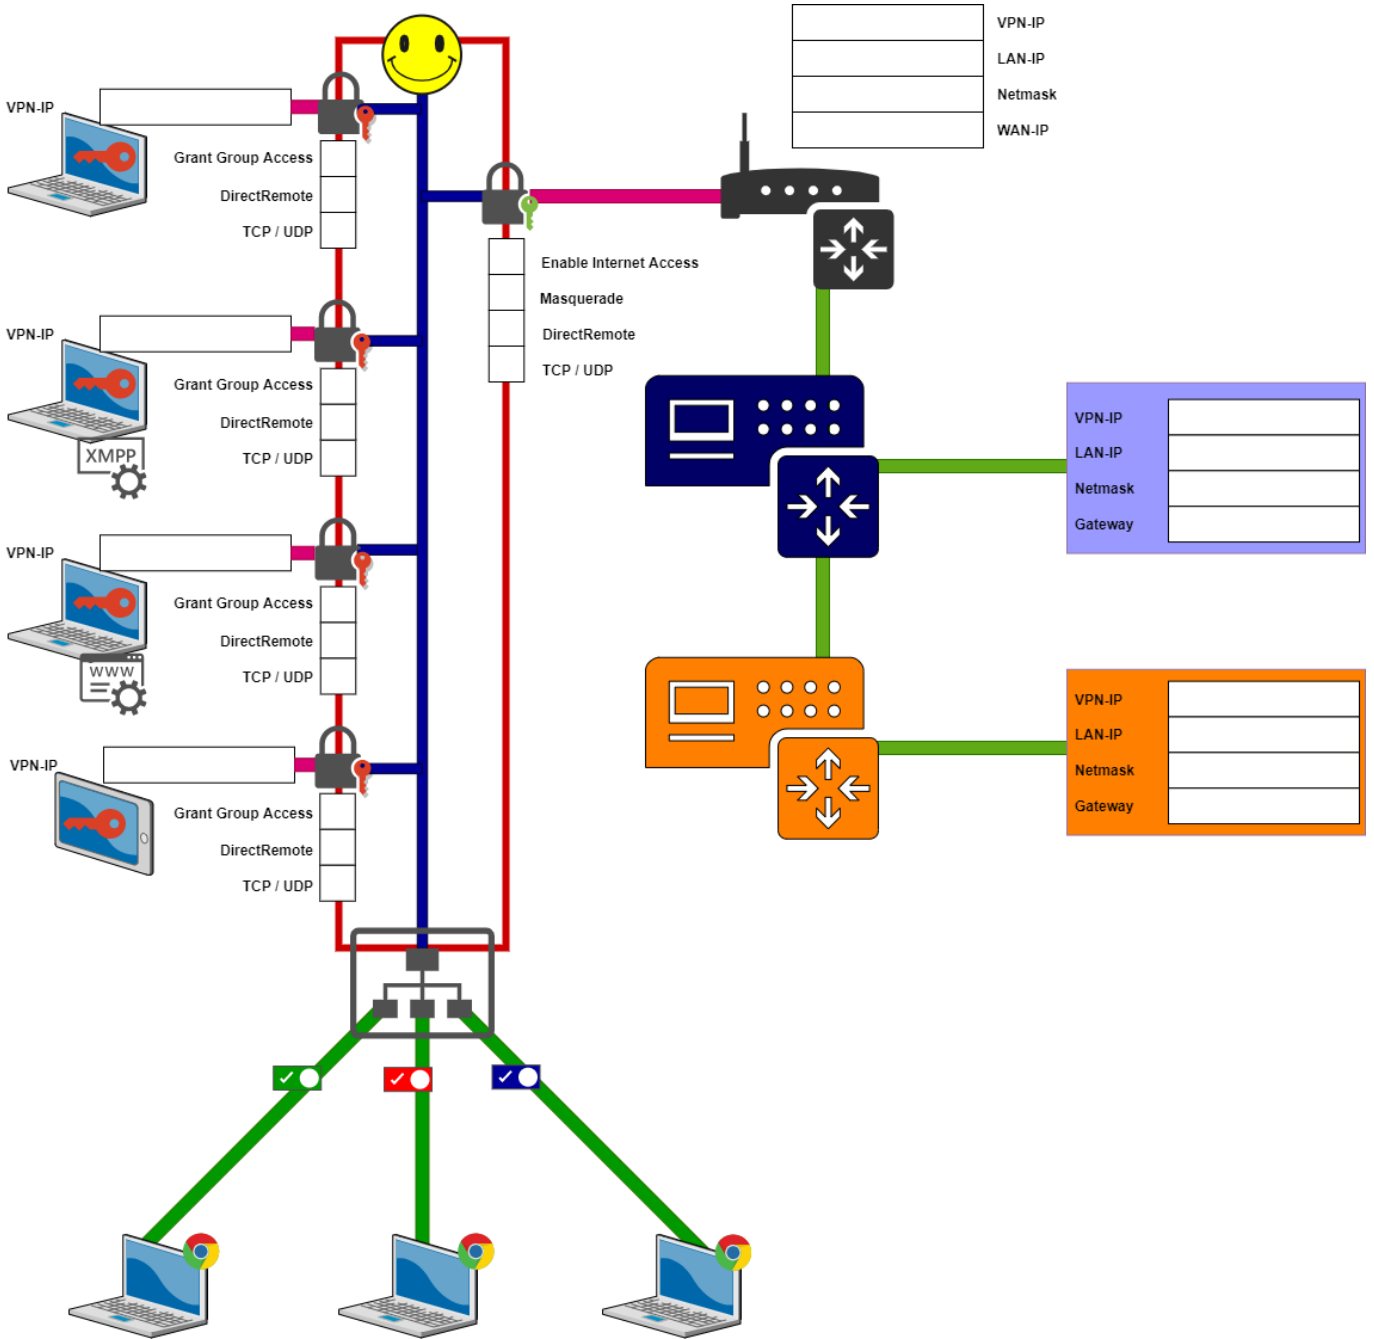 VPN-IP
LAN-IP
Netmask
WAN-IP
VPN-IP
Grant Group Access
DirectRemote
TCP / UDP
Enable Internet Access
Masquerade
DirectRemote
TCP / UDP
VPN-IP
Grant Group Access
DirectRemote
TCP / UDP
XMPP
VPN-IP
LAN-IP
Netmask
Gateway
VPN-IP
Grant Group Access
DirectRemote
TCP / UDP
WWW
VPN-IP
LAN-IP
Netmask
Gateway
VPN-IP
Grant Group Access
DirectRemote
TCP / UDP